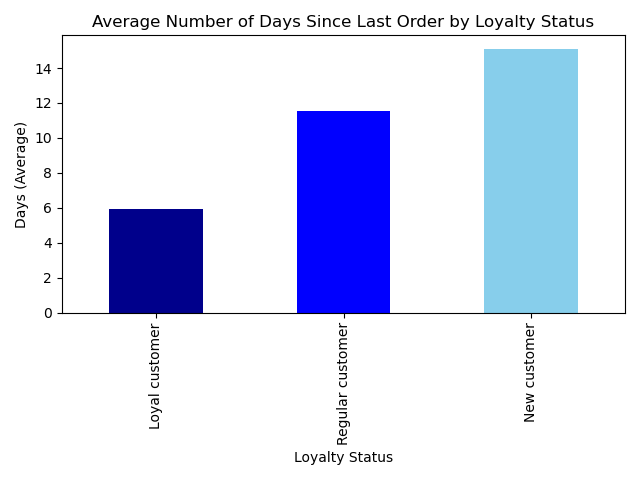 Average Number of Days Since Last Order by Loyalty Status
Days (Average)
14
12
10
8
6
4
2
0
Loyal customer
Regular customer
New customer
Loyalty Status